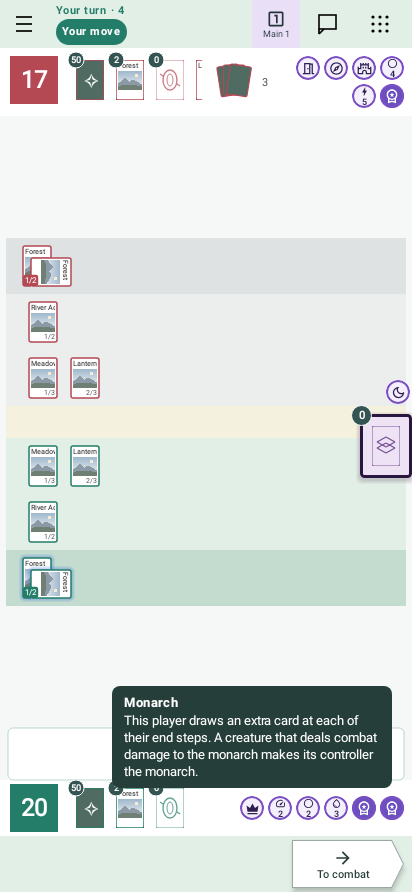 Your turn · 4
Your move
1
Main 1
17
50
2
Forest
0
L
3
4
5
Forest
Forest
1/2
River Ac
1/2
Meadow
1/3
Lantern
2/3
0
Meadow
1/3
Lantern
2/3
River Ac
1/2
Forest
Forest
1/2
Monarch
This player draws an extra card at each of
their end steps. A creature that deals combat
damage to the monarch makes its controller
the monarch.
20
50
2
Forest
0
2
2
3
To combat